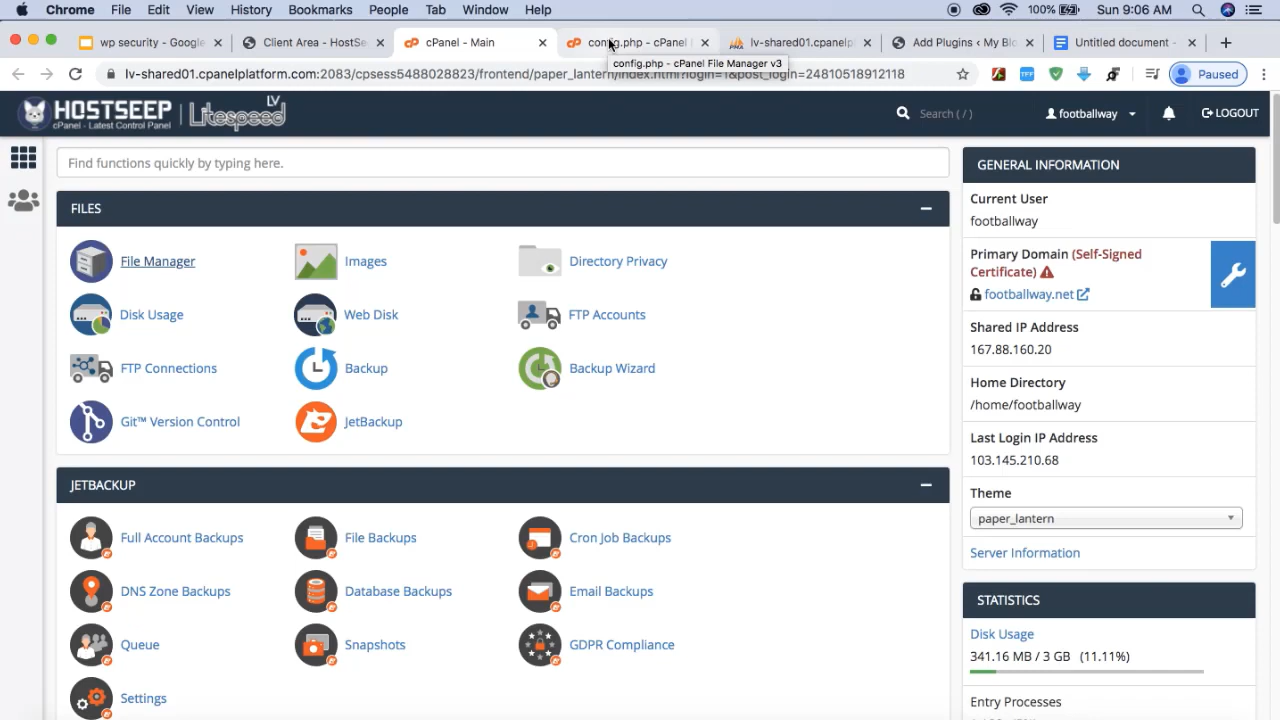 Chrome File Edit View History Bookmarks People Tab Window Help 100% Sun 9:06 AM
wp security - Google Client Area - HostSe cPanel - Main config.php - cPanel lv-shared01.cpanelp Add Plugins ‹ My Blo Untitled document -
config.php - cPanel File Manager v3
lv-shared01.cpanelplatform.com:2083/cpsess5488028823/frontend/paper_lantern/index.html?login=1&post_login=24810518912118 Paused
HOSTSEEP LV
cPanel - Latest Control Panel Litespeed
Search ( / ) footballway LOGOUT
Find functions quickly by typing here.
FILES
File Manager Images Directory Privacy
Disk Usage Web Disk FTP Accounts
FTP Connections Backup Backup Wizard
Git™ Version Control JetBackup
JETBACKUP
Full Account Backups File Backups Cron Job Backups
DNS Zone Backups Database Backups Email Backups
Queue Snapshots GDPR Compliance
Settings
GENERAL INFORMATION
Current User
footballway
Primary Domain (Self-Signed
Certificate)
footballway.net
Shared IP Address
167.88.160.20
Home Directory
/home/footballway
Last Login IP Address
103.145.210.68
Theme
paper_lantern
Server Information
STATISTICS
Disk Usage
341.16 MB / 3 GB (11.11%)
Entry Processes